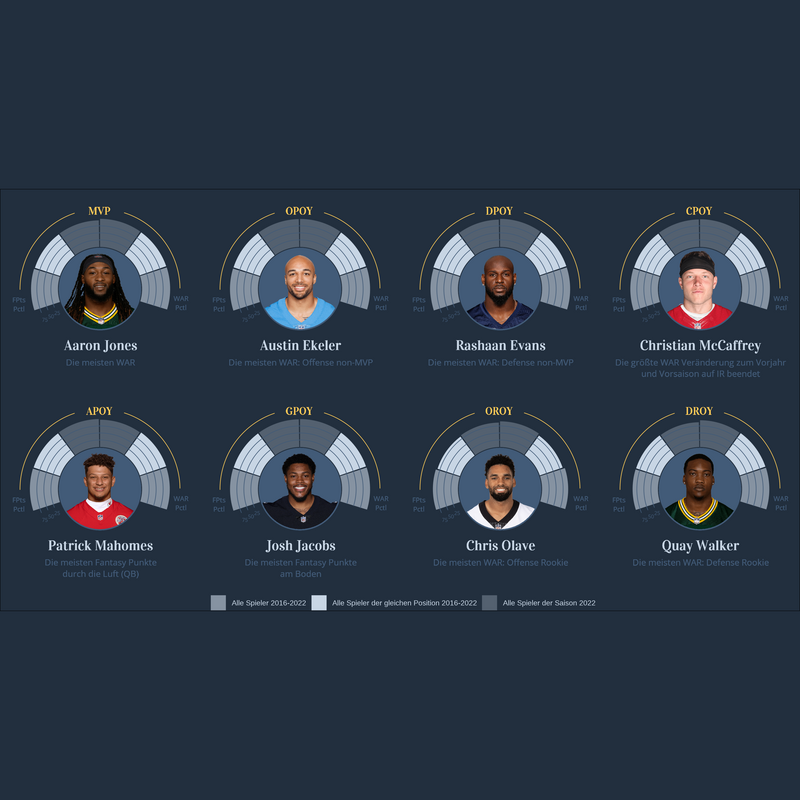 MVP
OPOY
DPOY
CPOY
FPts Pctl
WAR Pctl
FPts Pctl
WAR Pctl
FPts Pctl
WAR Pctl
FPts Pctl
WAR Pctl
Aaron Jones
Austin Ekeler
Rashaan Evans
Christian McCaffrey
Die meisten WAR
Die meisten WAR: Offense non-MVP
Die meisten WAR: Defense non-MVP
Die größte WAR Veränderung zum Vorjahr
und Vorsaison auf IR beendet
APOY
GPOY
OROY
DROY
FPts Pctl
WAR Pctl
FPts Pctl
WAR Pctl
FPts Pctl
WAR Pctl
FPts Pctl
WAR Pctl
Patrick Mahomes
Josh Jacobs
Chris Olave
Quay Walker
Die meisten Fantasy Punkte
durch die Luft (QB)
Die meisten Fantasy Punkte
am Boden
Die meisten WAR: Offense Rookie
Die meisten WAR: Defense Rookie
Alle Spieler 2016-2022
Alle Spieler der gleichen Position 2016-2022
Alle Spieler der Saison 2022